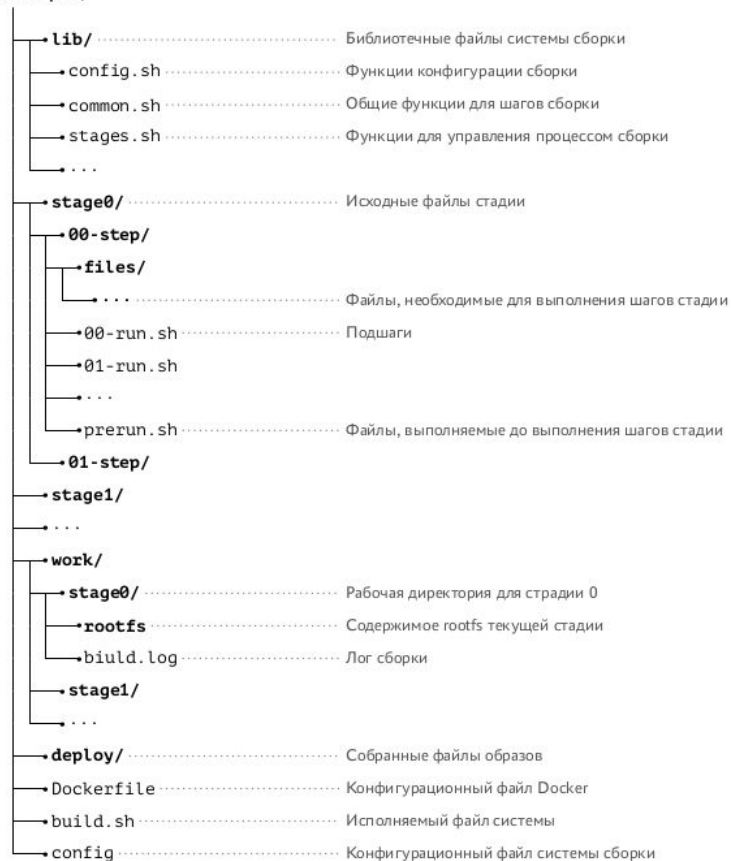 lib/ Библиотечные файлы системы сборки
config.sh Функции конфигурации сборки
common.sh Общие функции для шагов сборки
stages.sh Функции для управления процессом сборки
...
stage0/ Исходные файлы стадии
00-step/
files/
... Файлы, необходимые для выполнения шагов стадии
00-run.sh Подшаги
01-run.sh
...
prerun.sh Файлы, выполняемые до выполнения шагов стадии
01-step/
stage1/
...
work/
stage0/ Рабочая директория для страдии 0
rootfs Содержимое rootfs текущей стадии
biuld.log Лог сборки
stage1/
...
deploy/ Собранные файлы образов
Dockerfile Конфигурационный файл Docker
build.sh Исполняемый файл системы
config Конфигурационный файл системы сборки